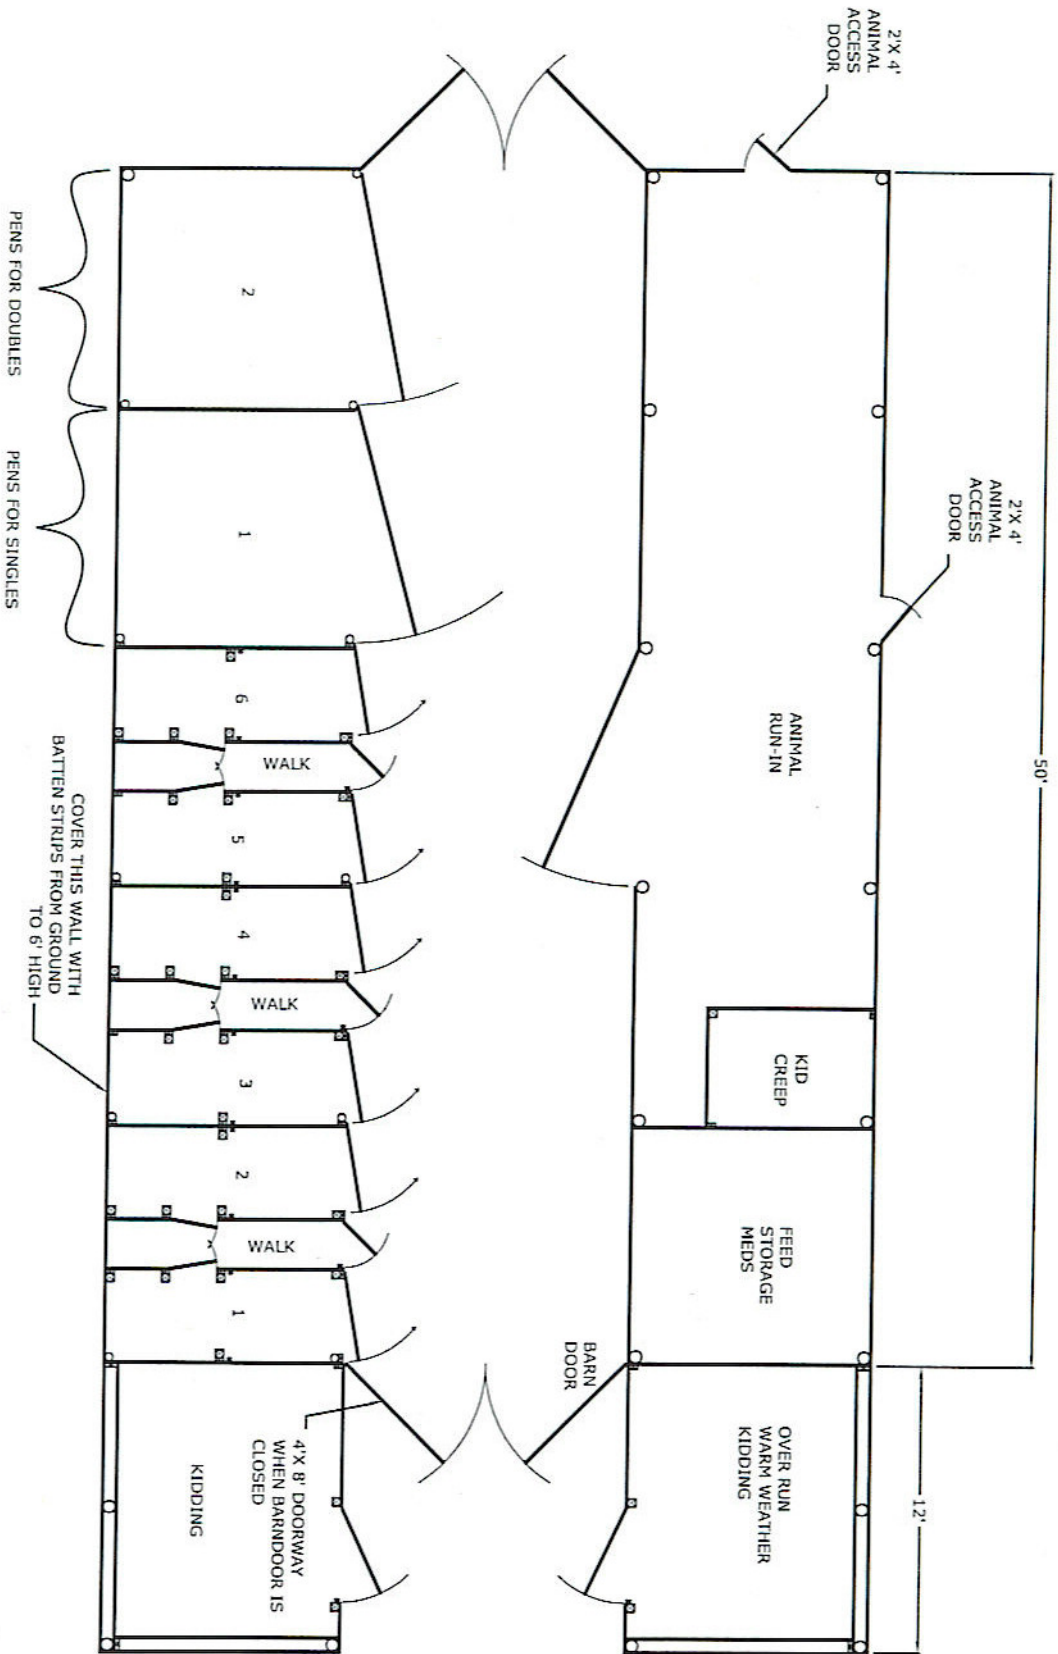 2'X 4'
ANIMAL
ACCESS
DOOR
2'X 4'
ANIMAL
ACCESS
DOOR
50'
12'
ANIMAL
RUN-IN
KID
CREEP
FEED
STORAGE
MEDS
OVER RUN
WARM WEATHER
KIDDING
BARN
DOOR
2
1
6
WALK
5
4
WALK
3
2
WALK
1
4'X 8' DOORWAY
WHEN BARNDOOR IS
CLOSED
KIDDING
PENS FOR DOUBLES
PENS FOR SINGLES
COVER THIS WALL WITH
BATTEN STRIPS FROM GROUND
TO 6' HIGH